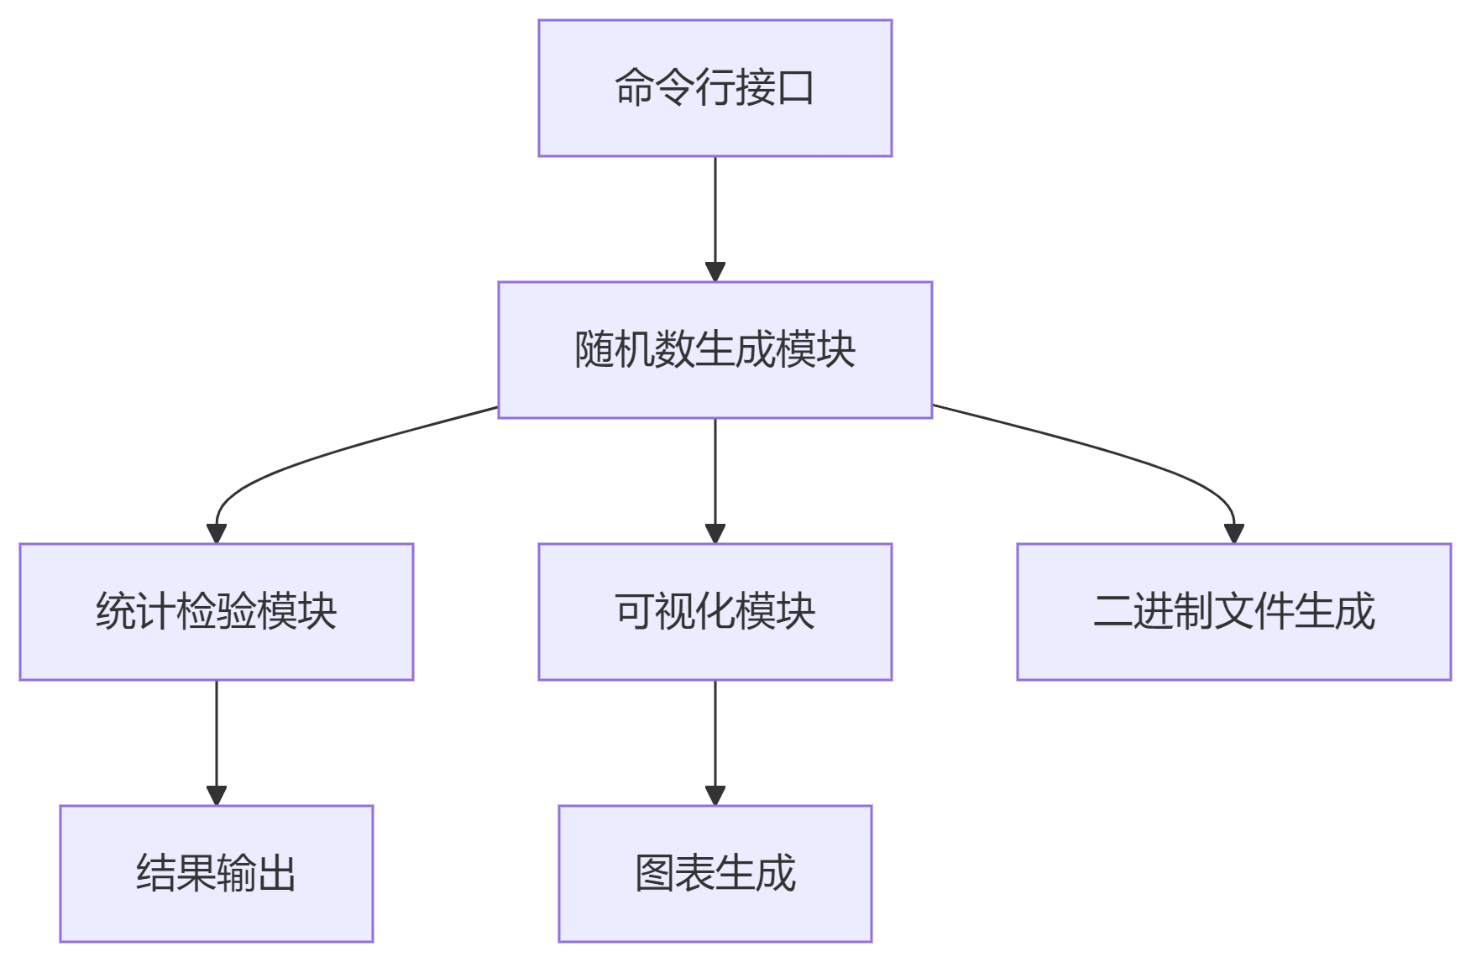 命令行接口
随机数生成模块
统计检验模块
可视化模块
二进制文件生成
结果输出
图表生成